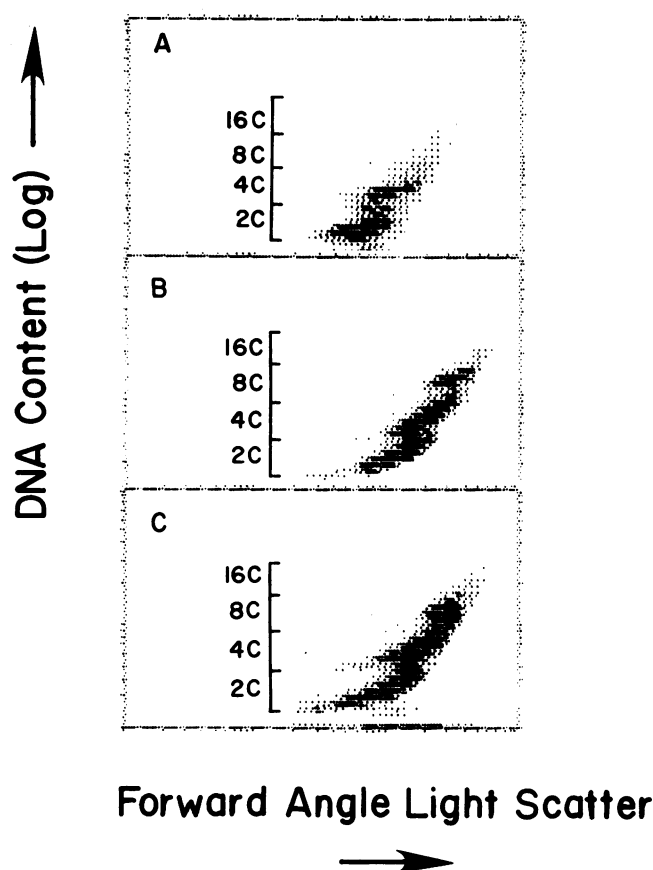 DNA Content (Log)
A
16C
8C
4C
2C
B
16C
8C
4C
2C
C
16C
8C
4C
2C
Forward Angle Light Scatter